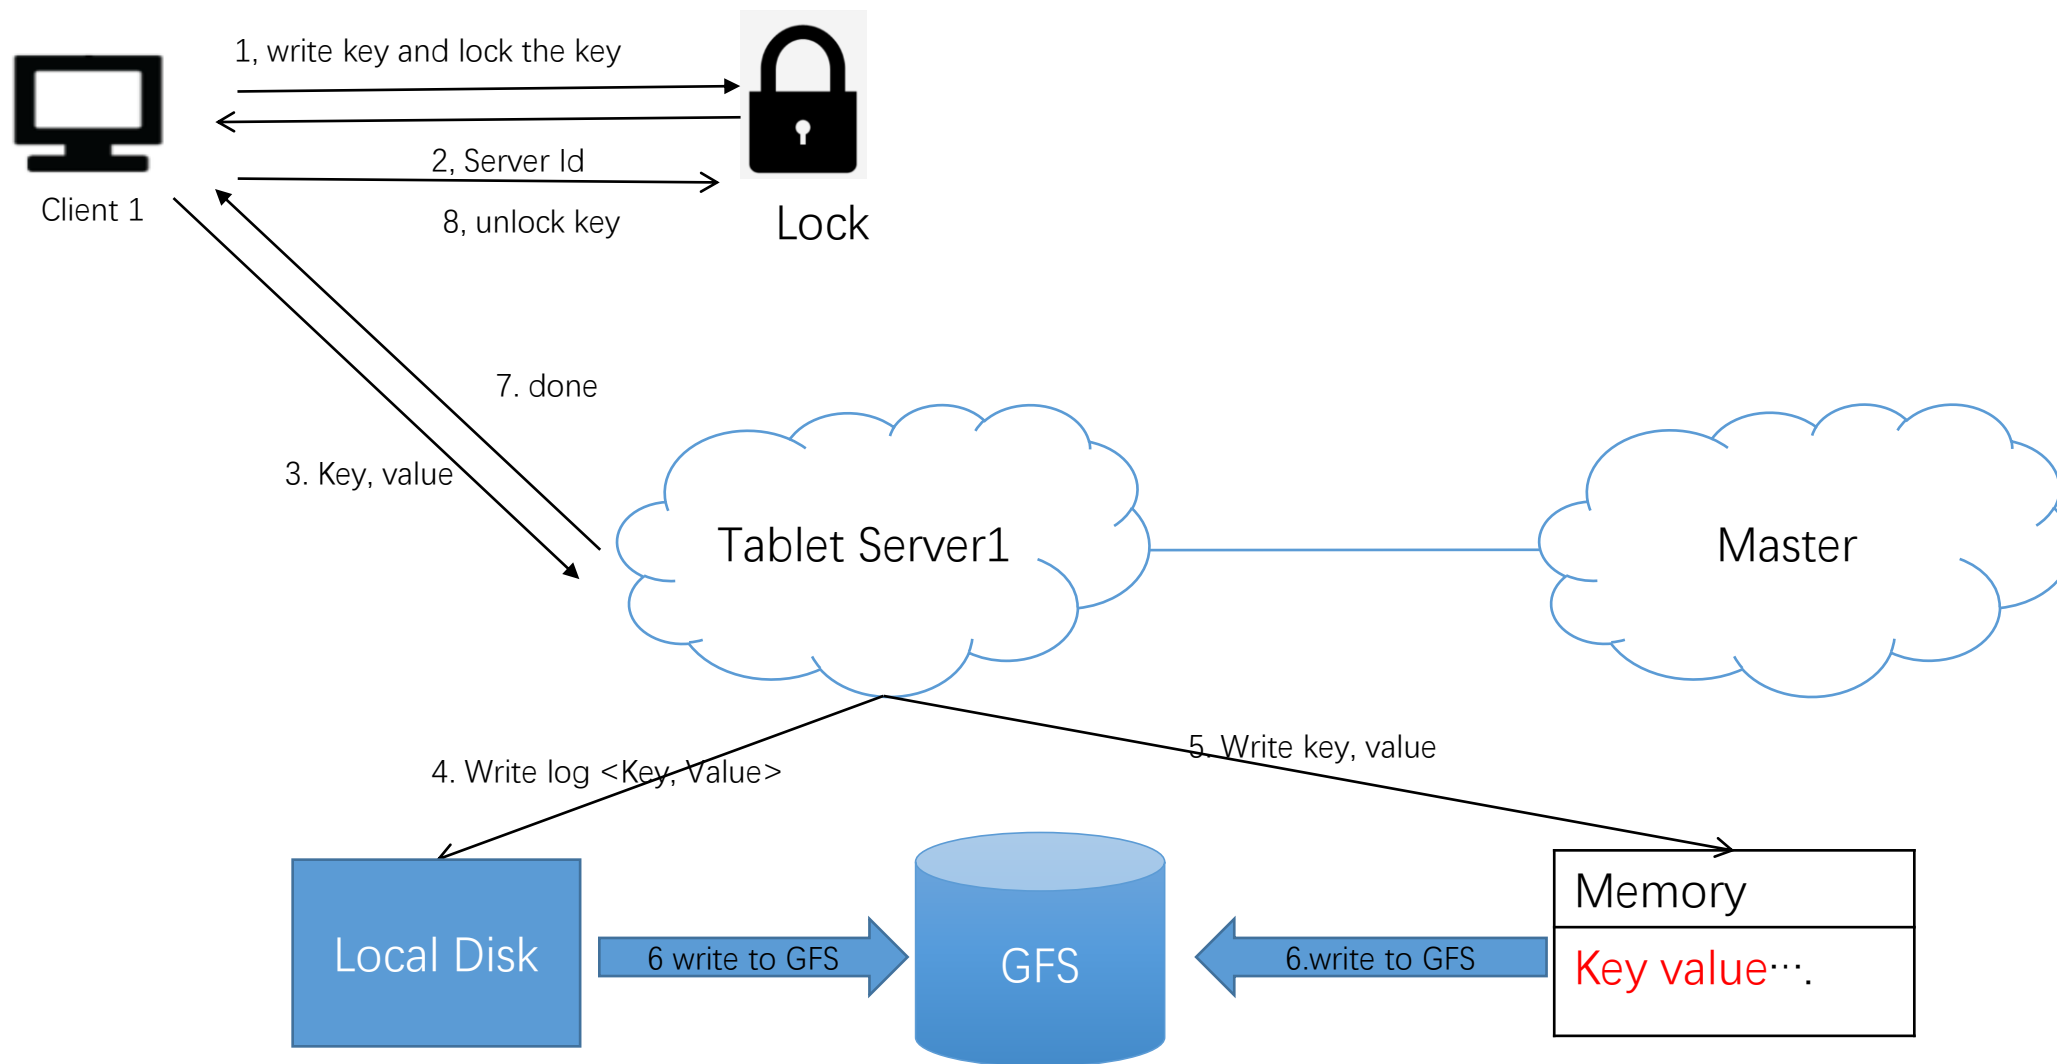 1, write key and lock the key
2, Server Id
Client 1
8, unlock key
Lock
7. done
3. Key, value
Tablet Server1
Master
5. Write key, value
4. Write log <Key, Value>
Memory
Local Disk
6 write to GFS
GFS
6.write to GFS
Key value….